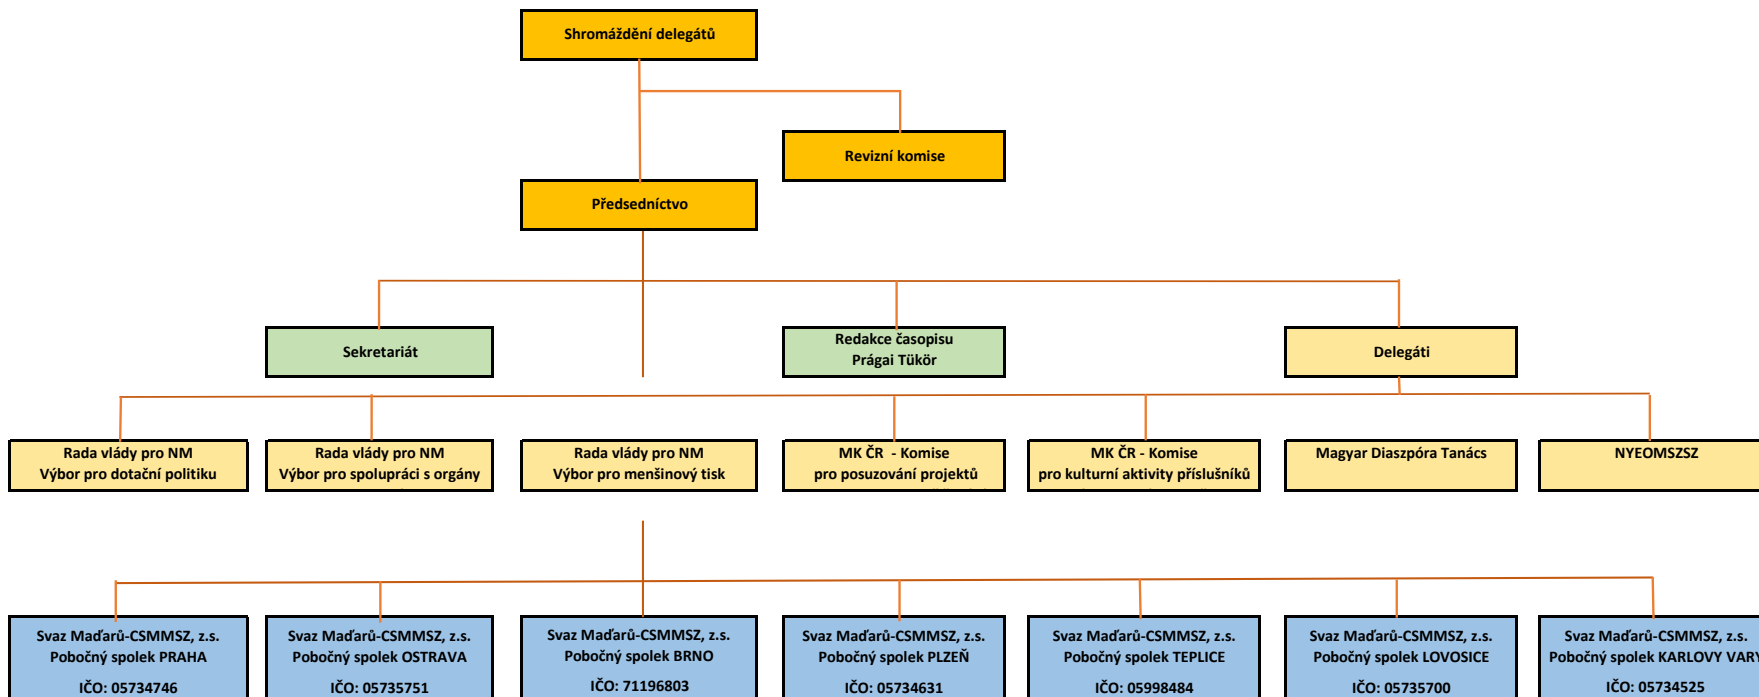 Shromáždění delegátů
Revizní komise
Předsedníctvo
Sekretariát
Redakce časopisu
Prágai Tükör
Delegáti
Rada vlády pro NM
Výbor pro dotační politiku
Rada vlády pro NM
Výbor pro spolupráci s orgány
Rada vlády pro NM
Výbor pro menšinový tisk
MK ČR - Komise
pro posuzování projektů
MK ČR - Komise
pro kulturní aktivity příslušníků
Magyar Diaszpóra Tanács
NYEOMSZSZ
Svaz Maďarů-CSMMSZ, z.s.
Pobočný spolek PRAHA
IČO: 05734746
Svaz Maďarů-CSMMSZ, z.s.
Pobočný spolek OSTRAVA
IČO: 05735751
Svaz Maďarů-CSMMSZ, z.s.
Pobočný spolek BRNO
IČO: 71196803
Svaz Maďarů-CSMMSZ, z.s.
Pobočný spolek PLZEŇ
IČO: 05734631
Svaz Maďarů-CSMMSZ, z.s.
Pobočný spolek TEPLICE
IČO: 05998484
Svaz Maďarů-CSMMSZ, z.s.
Pobočný spolek LOVOSICE
IČO: 05735700
Svaz Maďarů-CSMMSZ, z.s.
Pobočný spolek KARLOVY VARY
IČO: 05734525